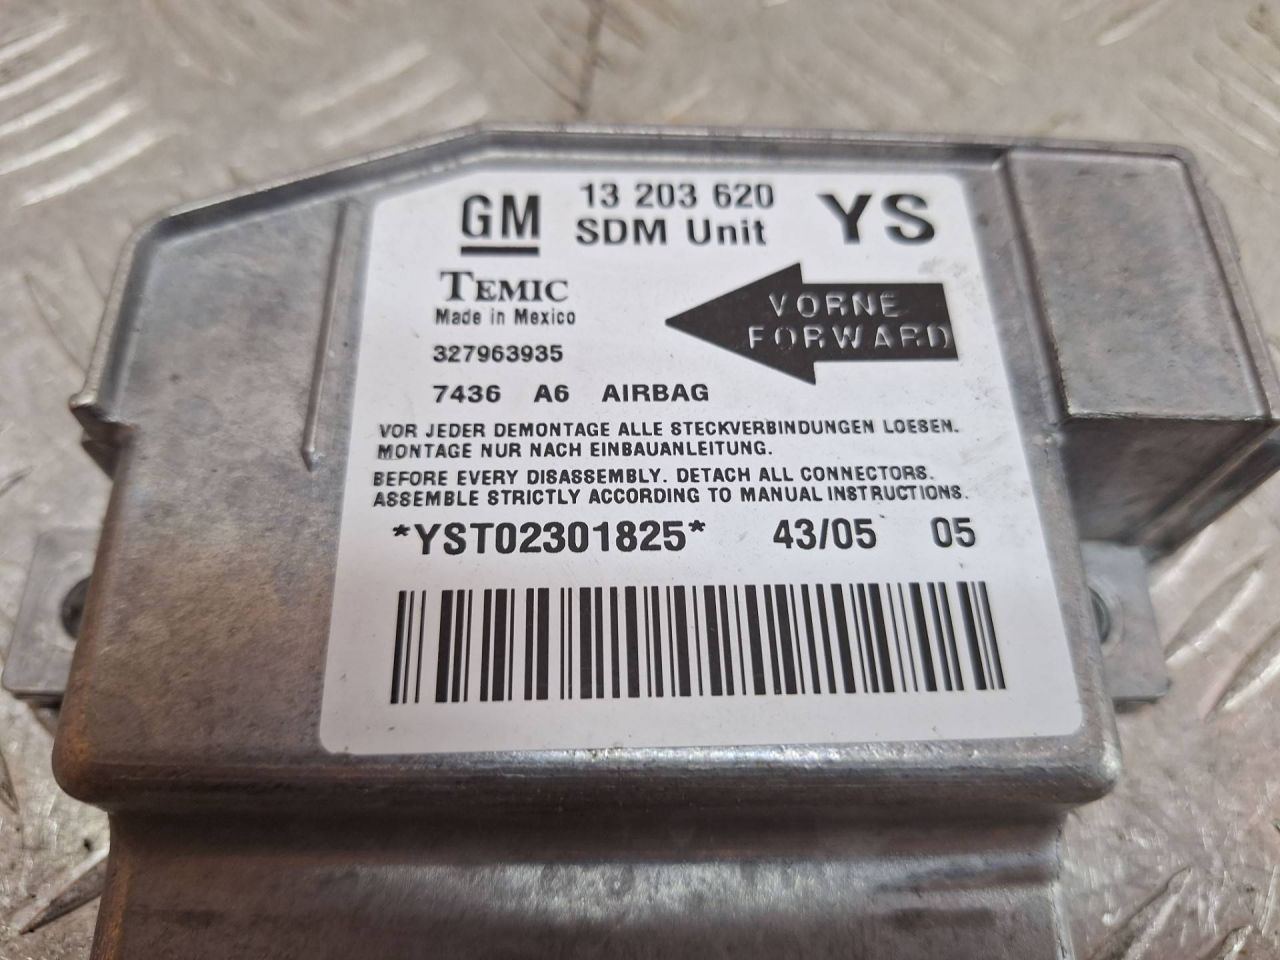 GM 13 203 620 YS
SDM Unit
TEMIC
Made in Mexico
VORNE
FORWARD
327963935
7436 A6 AIRBAG
VOR JEDER DEMONTAGE ALLE STECKVERBINDUNGEN LOESEN.
MONTAGE NUR NACH EINBAUANLEITUNG.
BEFORE EVERY DISASSEMBLY. DETACH ALL CONNECTORS.
ASSEMBLE STRICTLY ACCORDING TO MANUAL INSTRUCTIONS.
*YST02301825* 43/05 05